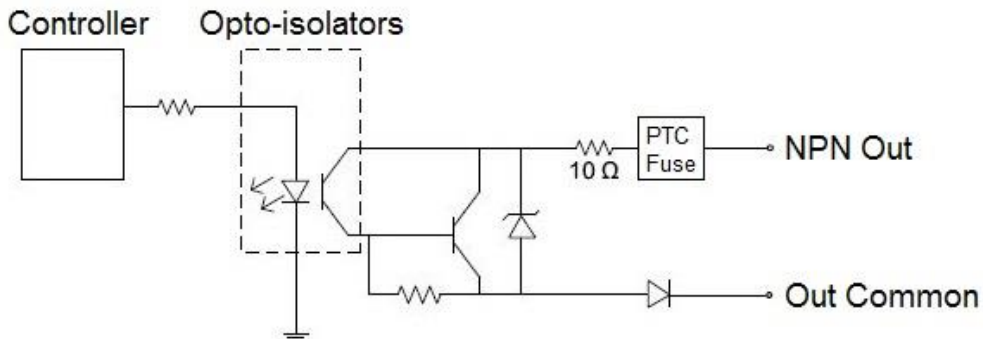 Controller
Opto-isolators
PTC
Fuse
10 Ω
NPN Out
Out Common